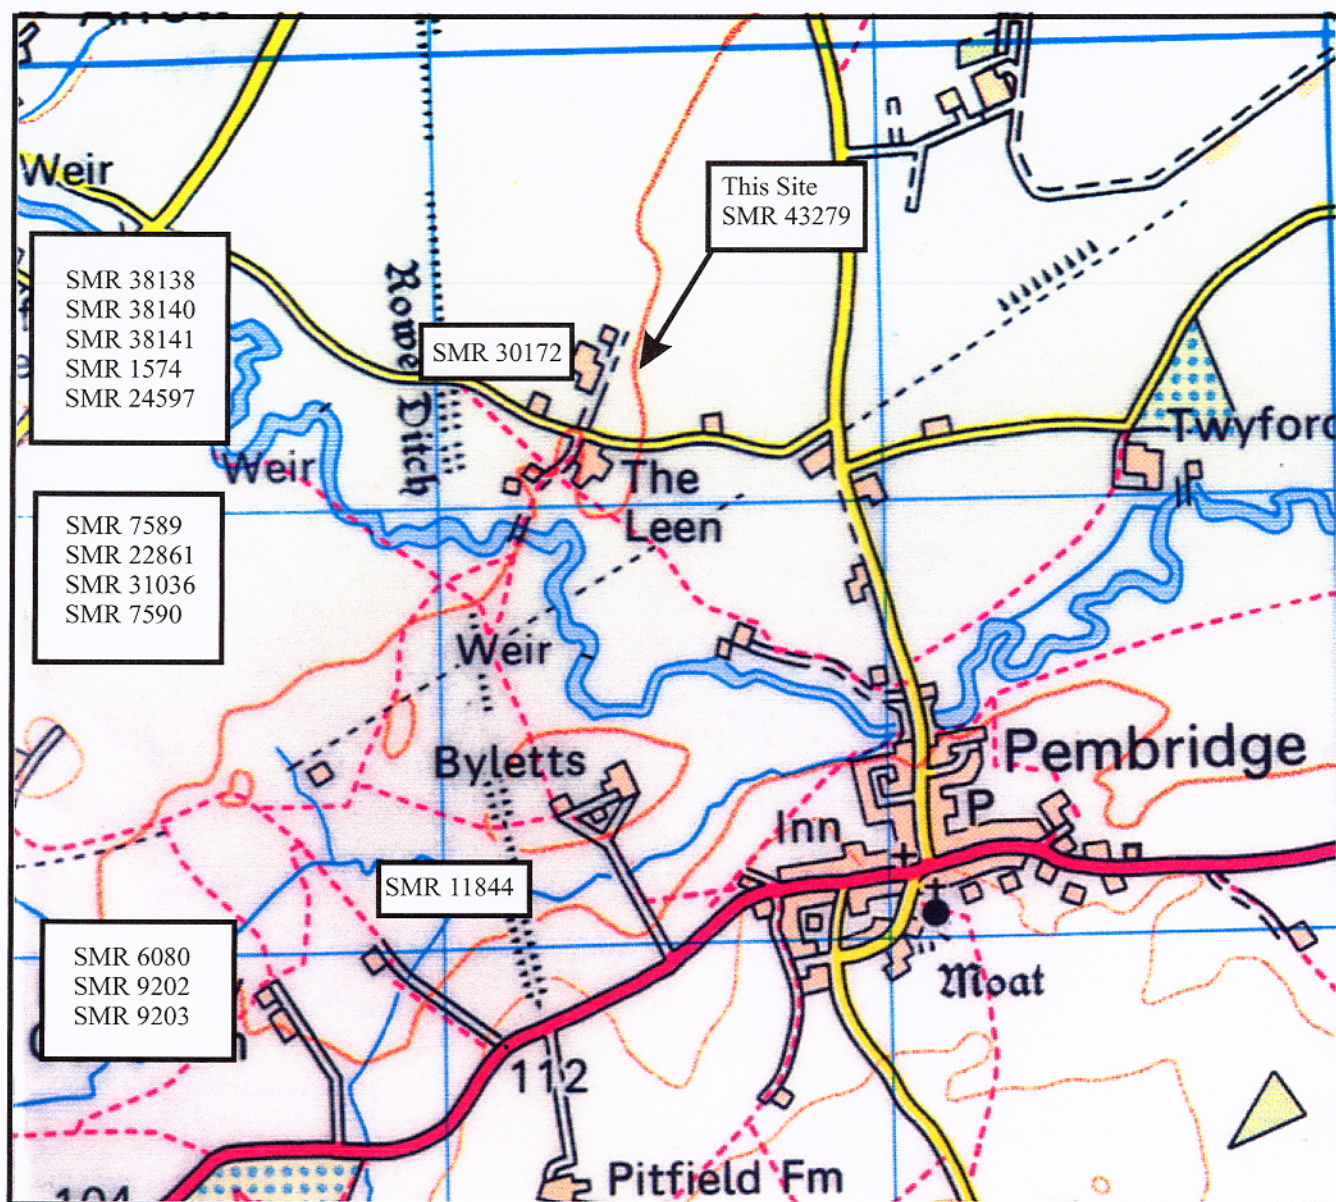 Weir
This Site
SMR 43279
SMR 38138
SMR 38140
SMR 38141
SMR 1574
SMR 24597
Rowe Ditch
SMR 30172
Twyford
Weir
The
Leen
SMR 7589
SMR 22861
SMR 31036
SMR 7590
Weir
Byletts
Pembridge
P
Inn
SMR 11844
SMR 6080
SMR 9202
SMR 9203
Moat
112
Pitfield Fm
104